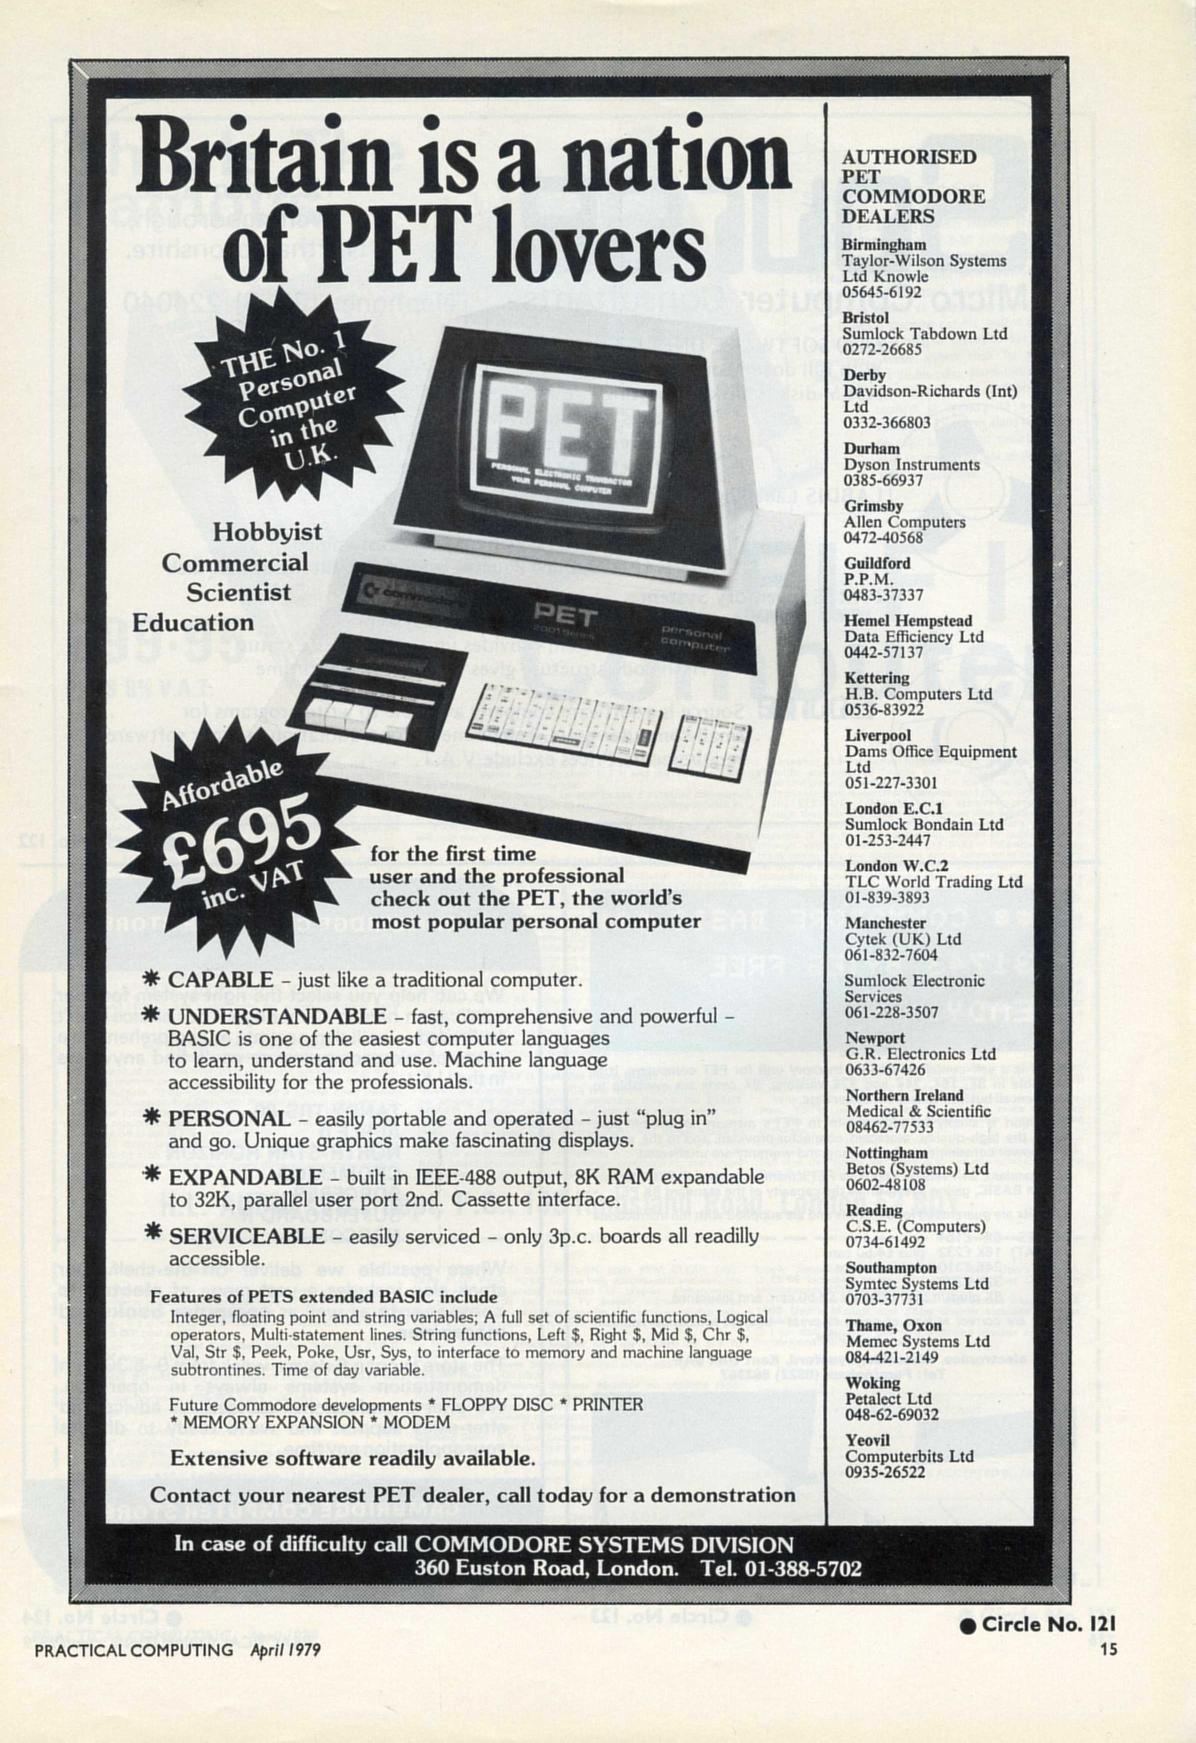 Britain is a nation
of PET lovers
THE No. 1
Personal
Computer
in the
U.K.
PET
PERSONAL ELECTRONIC TRANSACTOR
YOUR PERSONAL COMPUTER
Hobbyist
Commercial
Scientist
Education
commodore
PET
2001 Series
personal
computer
Affordable
£695
inc. VAT
for the first time
user and the professional
check out the PET, the world's
most popular personal computer
* CAPABLE – just like a traditional computer.
* UNDERSTANDABLE – fast, comprehensive and powerful –
BASIC is one of the easiest computer languages
to learn, understand and use. Machine language
accessibility for the professionals.
* PERSONAL – easily portable and operated – just “plug in”
and go. Unique graphics make fascinating displays.
* EXPANDABLE – built in IEEE-488 output, 8K RAM expandable
to 32K, parallel user port 2nd. Cassette interface.
* SERVICEABLE – easily serviced – only 3p.c. boards all readilly
accessible.
Features of PETS extended BASIC include
Integer, floating point and string variables; A full set of scientific functions, Logical
operators, Multi-statement lines. String functions, Left $, Right $, Mid $, Chr $,
Val, Str $, Peek, Poke, Usr, Sys, to interface to memory and machine language
subtrontines. Time of day variable.
Future Commodore developments * FLOPPY DISC * PRINTER
* MEMORY EXPANSION * MODEM
Extensive software readily available.
Contact your nearest PET dealer, call today for a demonstration
AUTHORISED
PET
COMMODORE
DEALERS
Birmingham
Taylor-Wilson Systems
Ltd Knowle
05645-6192
Bristol
Sumlock Tabdown Ltd
0272-26685
Derby
Davidson-Richards (Int)
Ltd
0332-366803
Durham
Dyson Instruments
0385-66937
Grimsby
Allen Computers
0472-40568
Guildford
P.P.M.
0483-37337
Hemel Hempstead
Data Efficiency Ltd
0442-57137
Kettering
H.B. Computers Ltd
0536-83922
Liverpool
Dams Office Equipment
Ltd
051-227-3301
London E.C.1
Sumlock Bondain Ltd
01-253-2447
London W.C.2
TLC World Trading Ltd
01-839-3893
Manchester
Cytek (UK) Ltd
061-832-7604
Sumlock Electronic
Services
061-228-3507
Newport
G.R. Electronics Ltd
0633-67426
Northern Ireland
Medical & Scientific
08462-77533
Nottingham
Betos (Systems) Ltd
0602-48108
Reading
C.S.E. (Computers)
0734-61492
Southampton
Symtec Systems Ltd
0703-37731
Thame, Oxon
Memec Systems Ltd
084-421-2149
Woking
Petalect Ltd
048-62-69032
Yeovil
Computerbits Ltd
0935-26522
In case of difficulty call COMMODORE SYSTEMS DIVISION
360 Euston Road, London. Tel. 01-388-5702
● Circle No. 121
PRACTICAL COMPUTING April 1979
15